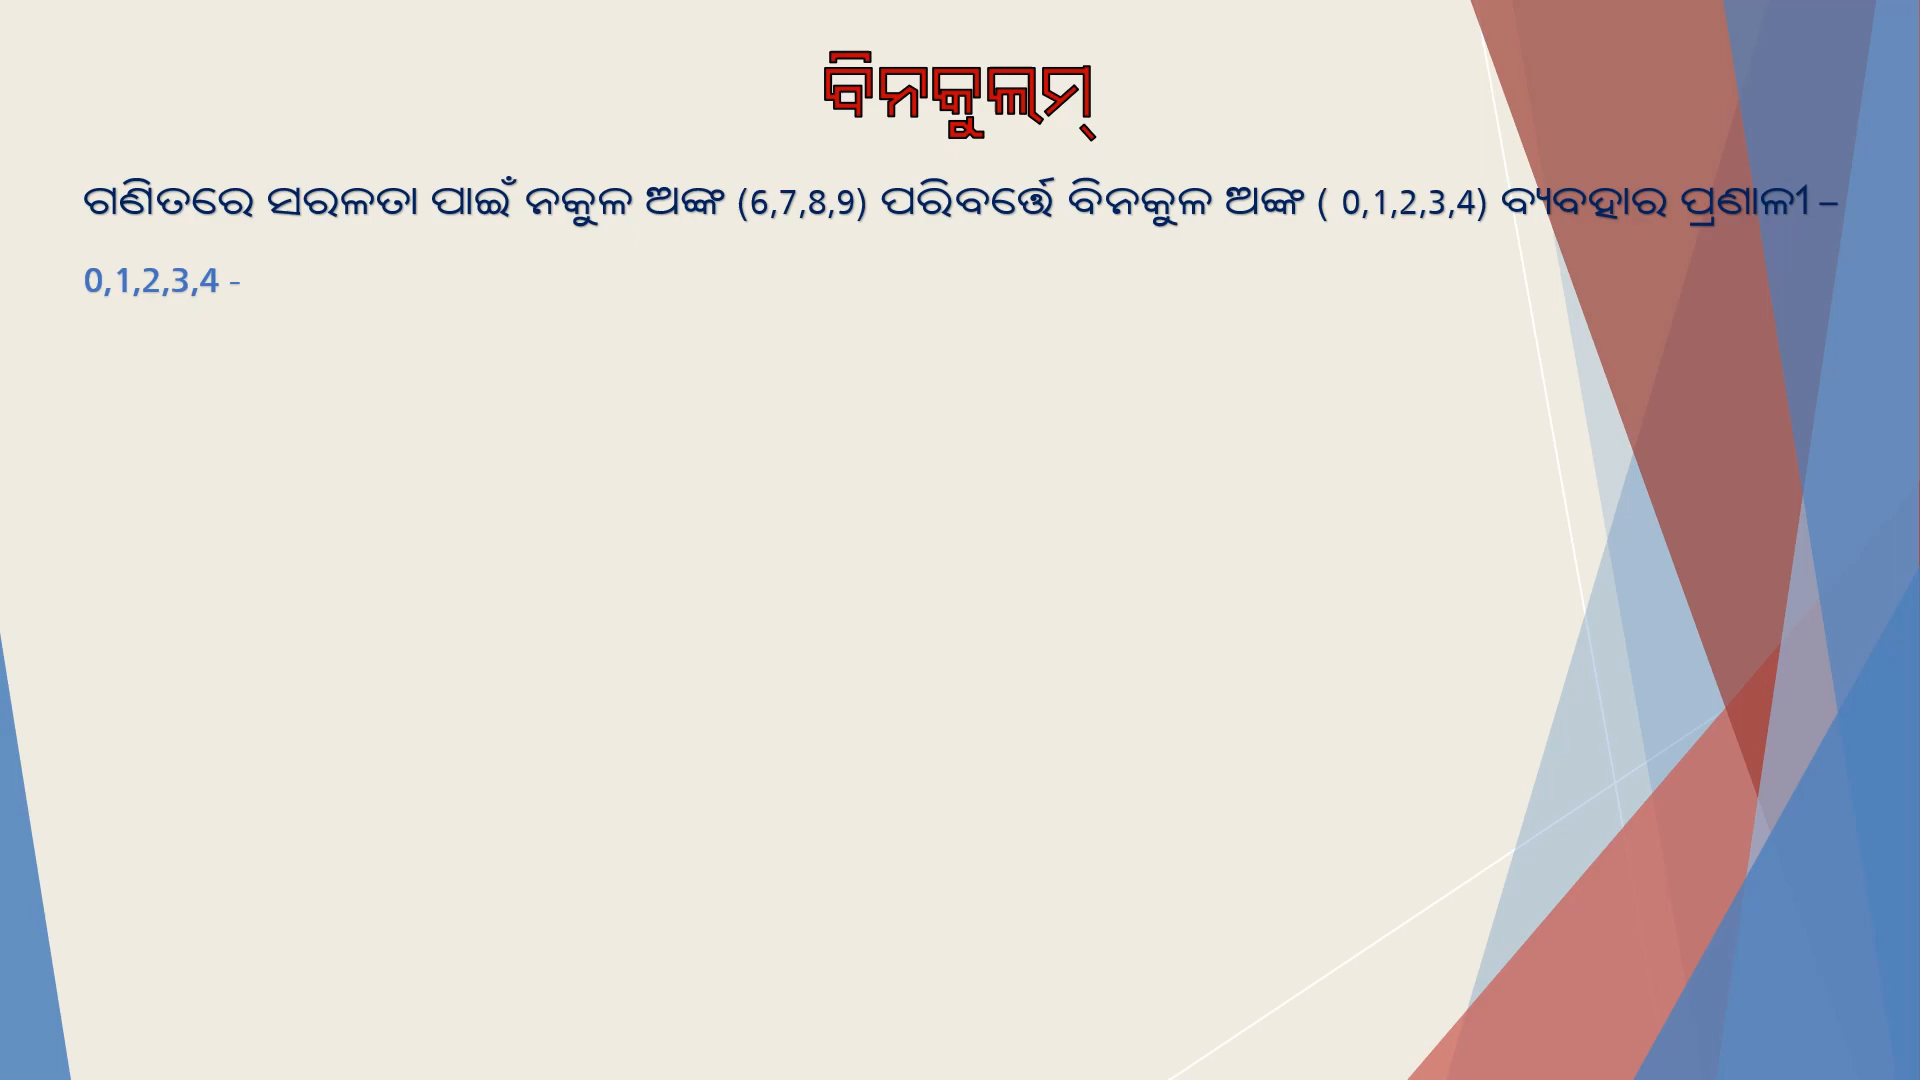 ବିନକୁଲମ୍
ଗଣିତରେ ସରଳତା ପାଇଁ ନକୁଳ ଅଙ୍କ (6,7,8,9) ପରିବର୍ତ୍ତେ ବିନକୁଳ ଅଙ୍କ ( 0,1,2,3,4) ବ୍ୟବହାର ପ୍ରଣାଳୀ –
0,1,2,3,4 -